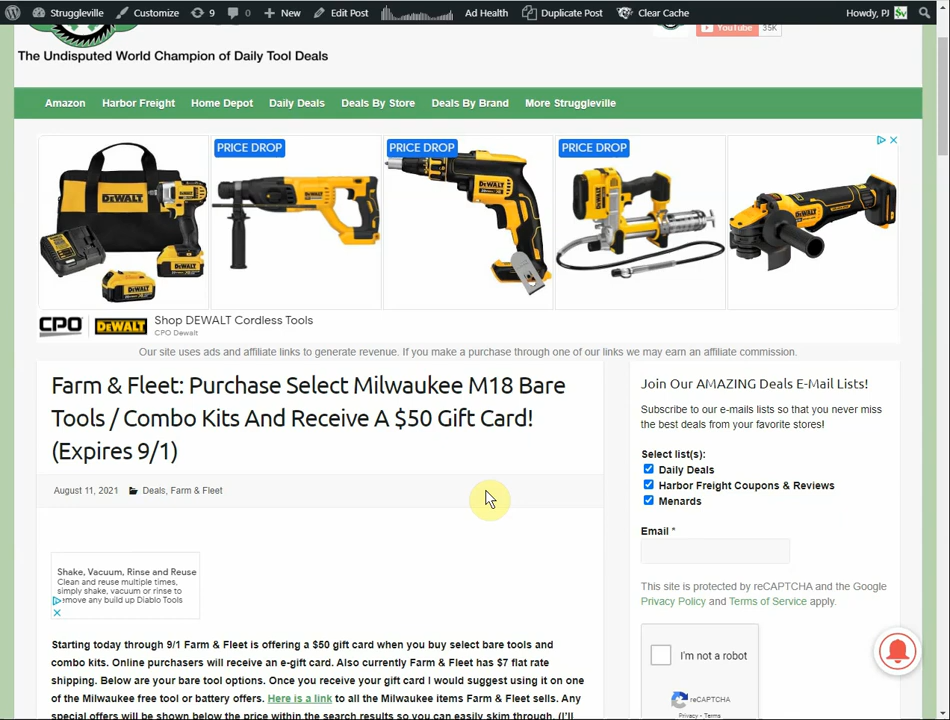 Struggleville Customize 9 0 New Edit Post Ad Health Duplicate Post Clear Cache Howdy, PJ
The Undisputed World Champion of Daily Tool Deals
YouTube 35K
Amazon Harbor Freight Home Depot Daily Deals Deals By Store Deals By Brand More Struggleville
PRICE DROP PRICE DROP PRICE DROP
DEWALT
CPO DEWALT Shop DEWALT Cordless Tools
CPO Dewalt
Our site uses ads and affiliate links to generate revenue. If you make a purchase through one of our links we may earn an affiliate commission.
Farm & Fleet: Purchase Select Milwaukee M18 Bare
Tools / Combo Kits And Receive A $50 Gift Card!
(Expires 9/1)
August 11, 2021 Deals, Farm & Fleet
Shake, Vacuum, Rinse and Reuse
Clean and reuse multiple times,
simply shake, vacuum or rinse to
remove any build up Diablo Tools
Starting today through 9/1 Farm & Fleet is offering a $50 gift card when you buy select bare tools and
combo kits. Online purchasers will receive an e-gift card. Also currently Farm & Fleet has $7 flat rate
shipping. Below are your bare tool options. Once you receive your gift card I would suggest using it on one
of the Milwaukee free tool or battery offers. Here is a link to all the Milwaukee items Farm & Fleet sells. Any
special offers will be shown below the price within the search results so you can easily skim through. (I'll
Join Our AMAZING Deals E-Mail Lists!
Subscribe to our e-mails lists so that you never miss
the best deals from your favorite stores!
Select list(s):
Daily Deals
Harbor Freight Coupons & Reviews
Menards
Email *
This site is protected by reCAPTCHA and the Google
Privacy Policy and Terms of Service apply.
I'm not a robot
reCAPTCHA
Privacy - Terms